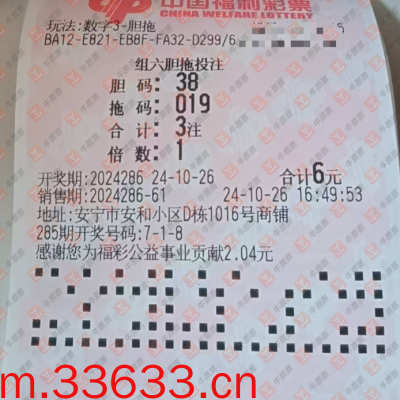 中国福利彩票
CHINA WELFARE LOTTERY
玩法:数字3-胆拖
BA12-E821-EB8F-FA32-D299/6
组六胆拖投注
胆 码: 38
拖 码: 019
合 计: 3注
倍 数: 1
开奖期:2024286 24-10-26 合计6元
销售期:2024286-61 24-10-26 16:49:53
地址:安宁市安和小区D栋1016号商铺
285期开奖号码:7-1-8
感谢您为福彩公益事业贡献2.04元
m.33633.cn